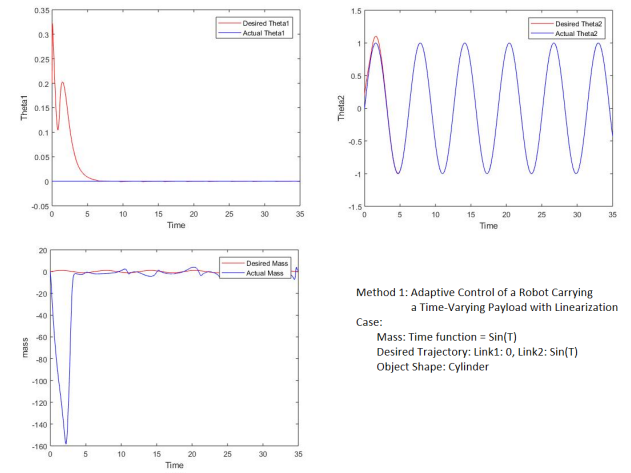 0.35
0.3
0.25
0.2
0.15
0.1
0.05
0
-0.05
Theta1
0 5 10 15 20 25 30 35
Time
Desired Theta1
Actual Theta1
1.5
1
0.5
0
-0.5
-1
-1.5
Theta2
0 5 10 15 20 25 30 35
Time
Desired Theta2
Actual Theta2
20
0
-20
-40
-60
-80
-100
-120
-140
-160
mass
0 5 10 15 20 25 30 35
Time
Desired Mass
Actual Mass
Method 1: Adaptive Control of a Robot Carrying
a Time-Varying Payload with Linearization
Case:
Mass: Time function = Sin(T)
Desired Trajectory: Link1: 0, Link2: Sin(T)
Object Shape: Cylinder